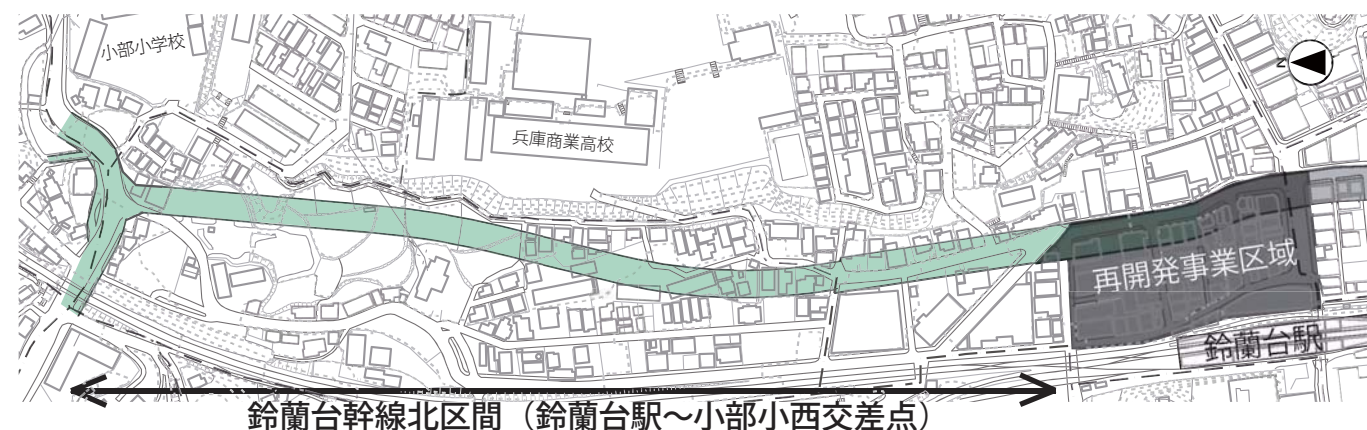 小部小学校
兵庫商業高校
N
再開発事業区域
鈴蘭台駅
鈴蘭台幹線北区間（鈴蘭台駅～小部小西交差点）